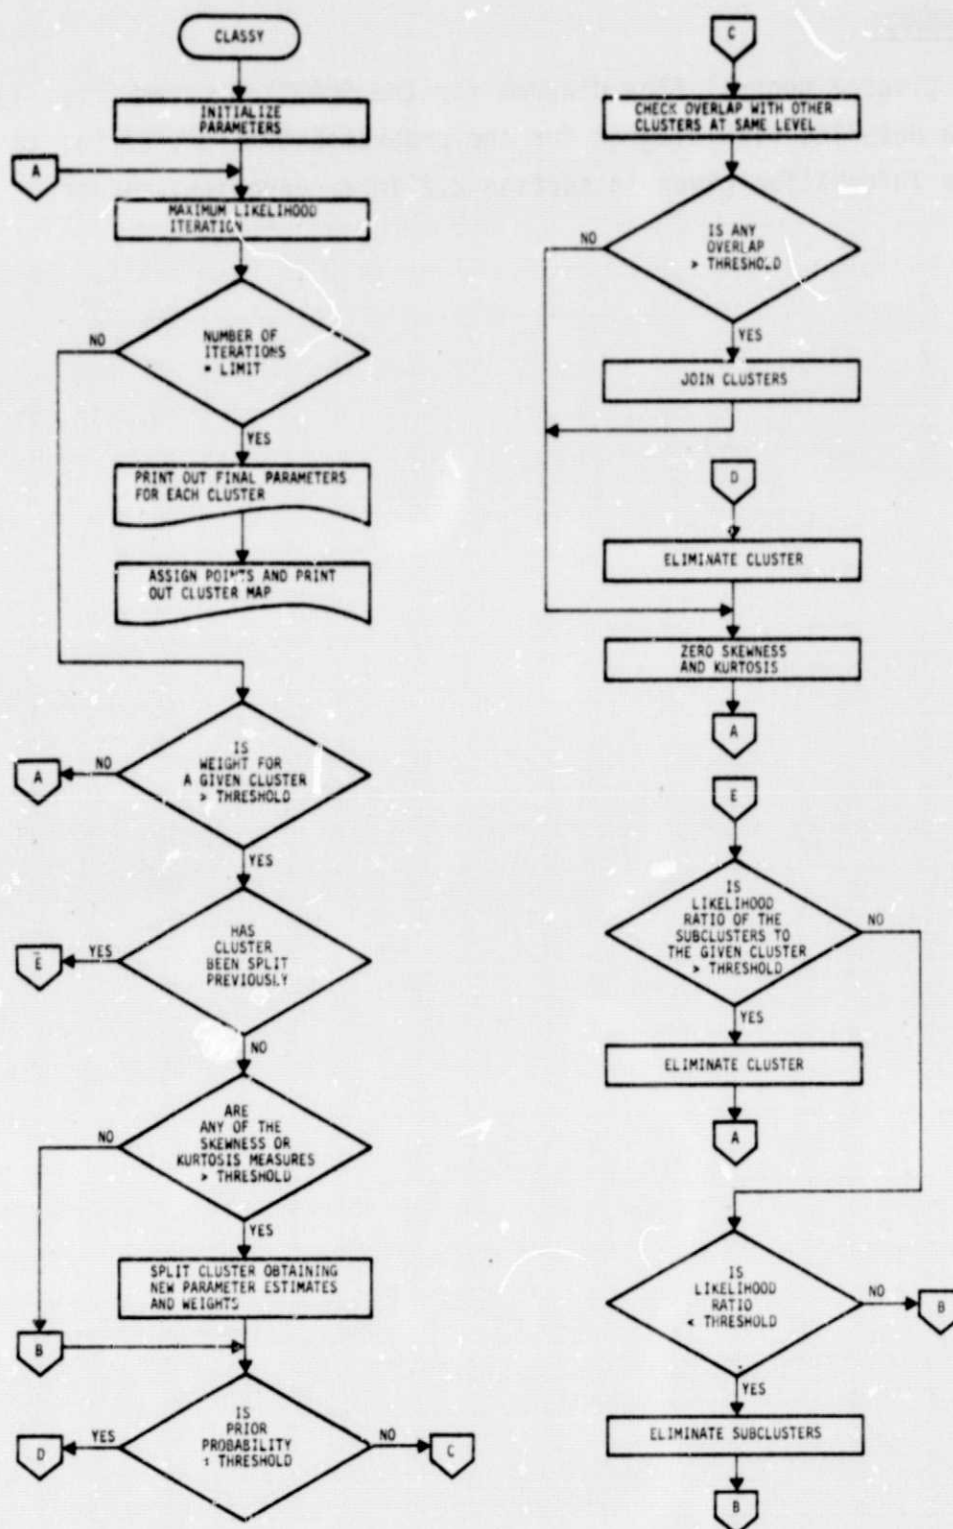 CLASSY
INITIALIZE
PARAMETERS
A
MAXIMUM LIKELIHOOD
ITERATION
NO
NUMBER OF
ITERATIONS
= LIMIT
YES
PRINT OUT FINAL PARAMETERS
FOR EACH CLUSTER
ASSIGN POINTS AND PRINT
OUT CLUSTER MAP
IS
WEIGHT FOR
A GIVEN CLUSTER
> THRESHOLD
NO
A
YES
HAS
CLUSTER
BEEN SPLIT
PREVIOUSLY
YES
E
NO
ARE
ANY OF THE
SKEWNESS OR
KURTOSIS MEASURES
> THRESHOLD
NO
YES
SPLIT CLUSTER OBTAINING
NEW PARAMETER ESTIMATES
AND WEIGHTS
B
IS
PRIOR
PROBABILITY
THRESHOLD
YES
D
NO
C
C
CHECK OVERLAP WITH OTHER
CLUSTERS AT SAME LEVEL
NO
IS ANY
OVERLAP
> THRESHOLD
YES
JOIN CLUSTERS
D
ELIMINATE CLUSTER
ZERO SKEWNESS
AND KURTOSIS
A
E
IS
LIKELIHOOD
RATIO OF THE
SUBCLUSTERS TO
THE GIVEN CLUSTER
> THRESHOLD
NO
YES
ELIMINATE CLUSTER
A
IS
LIKELIHOOD
RATIO
< THRESHOLD
NO
B
YES
ELIMINATE SUBCLUSTERS
B